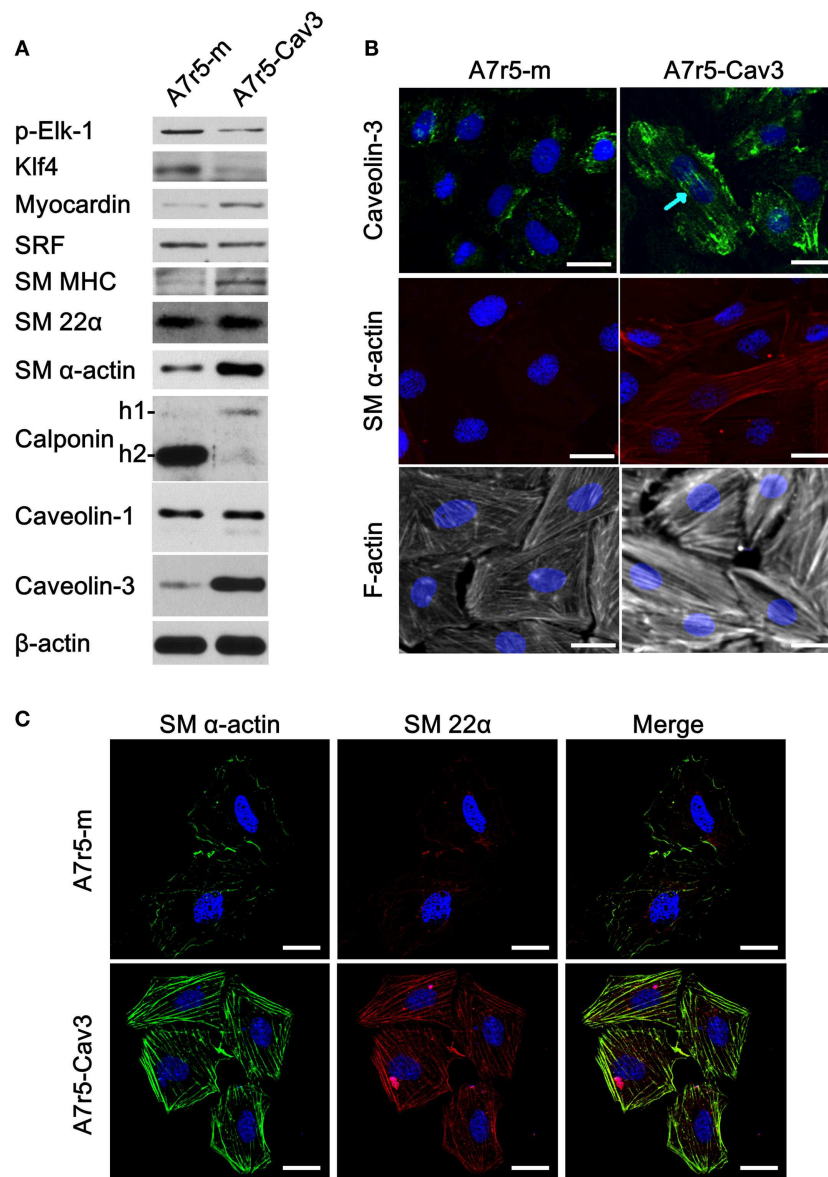 A
A7r5-m
A7r5-Cav3
p-Elk-1
Klf4
Myocardin
SRF
SM MHC
SM 22α
SM α-actin
h1-
Calponin
h2-
Caveolin-1
Caveolin-3
β-actin
B
A7r5-m
A7r5-Cav3
Caveolin-3
SM α-actin
F-actin
C
SM α-actin
SM 22α
Merge
A7r5-m
A7r5-Cav3